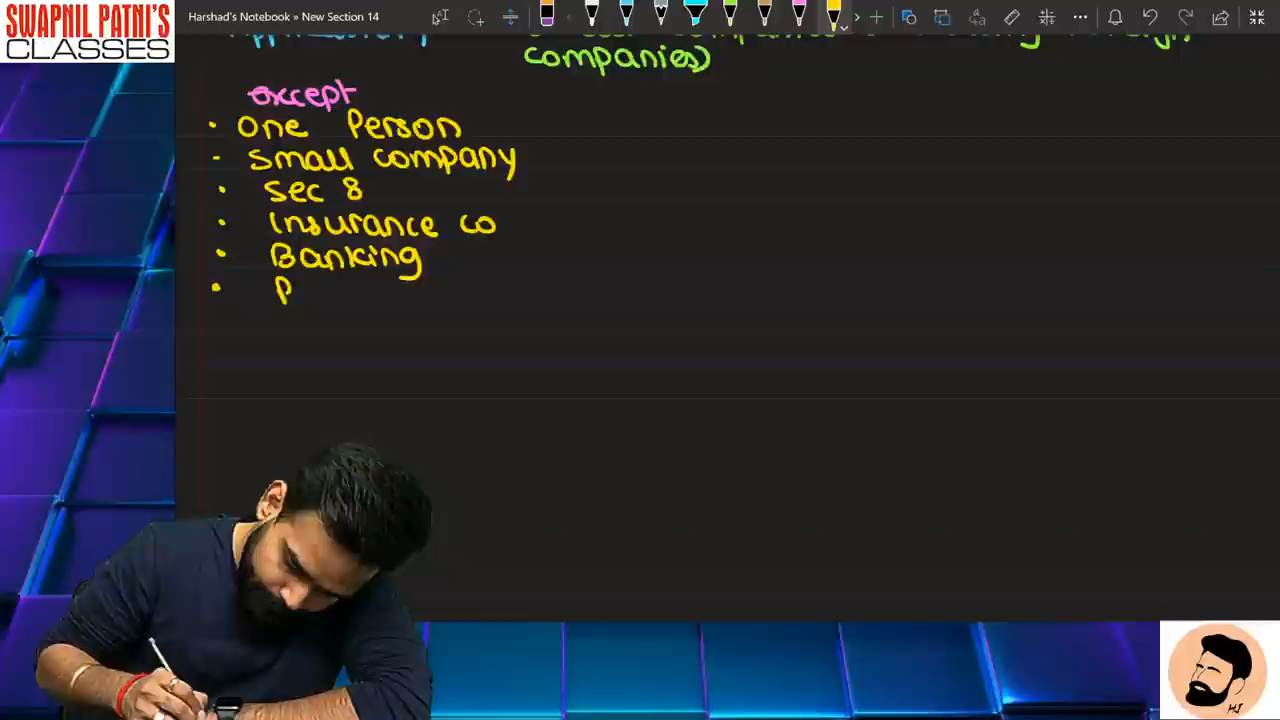 SWAPNIL PATNI'S
CLASSES
Harshad's Notebook » New Section 14
companies)
except
• One Person
• Small company
• Sec 8
• Insurance co
• Banking
• P
HJ